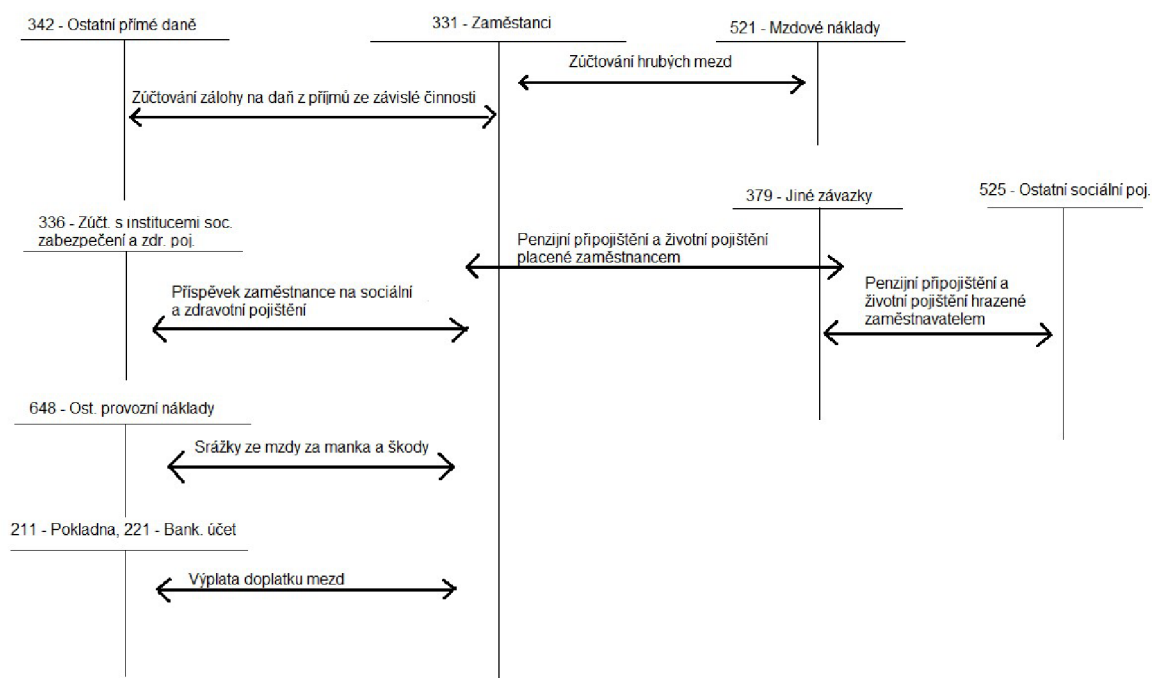 342 - Ostatní přímé daně
331 - Zaměstanci
521 - Mzdové náklady
Zúčtování hrubých mezd
Zúčtování zálohy na daň z příjmů ze závislé činnosti
336 - Zúčt. s institucemi soc.
zabezpečení a zdr. poj.
379 - Jiné závazky
525 - Ostatní sociální poj.
Penzijní připojištění a životní pojištění
placené zaměstnancem
Penzijní připojištění a
životní pojištění hrazené
zaměstnavatelem
Příspěvek zaměstnance na sociální
a zdravotní pojištění
648 - Ost. provozní náklady
Srážky ze mzdy za manka a škody
211 - Pokladna, 221 - Bank. účet
Výplata doplatku mezd